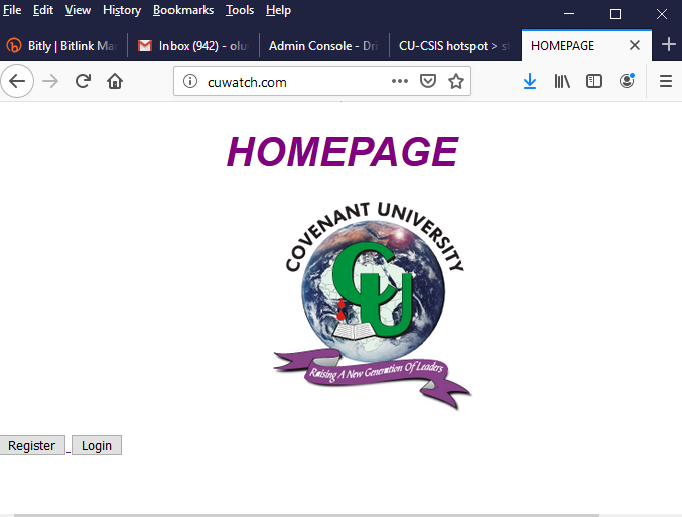 File Edit View History Bookmarks Tools Help
Bitly | Bitlink Ma Inbox (942) - olu Admin Console - Dri CU-CSIS hotspot > st HOMEPAGE
cuwatch.com
HOMEPAGE
COVENANT UNIVERSITY
CU
Raising A New Generation Of Leaders
Register Login